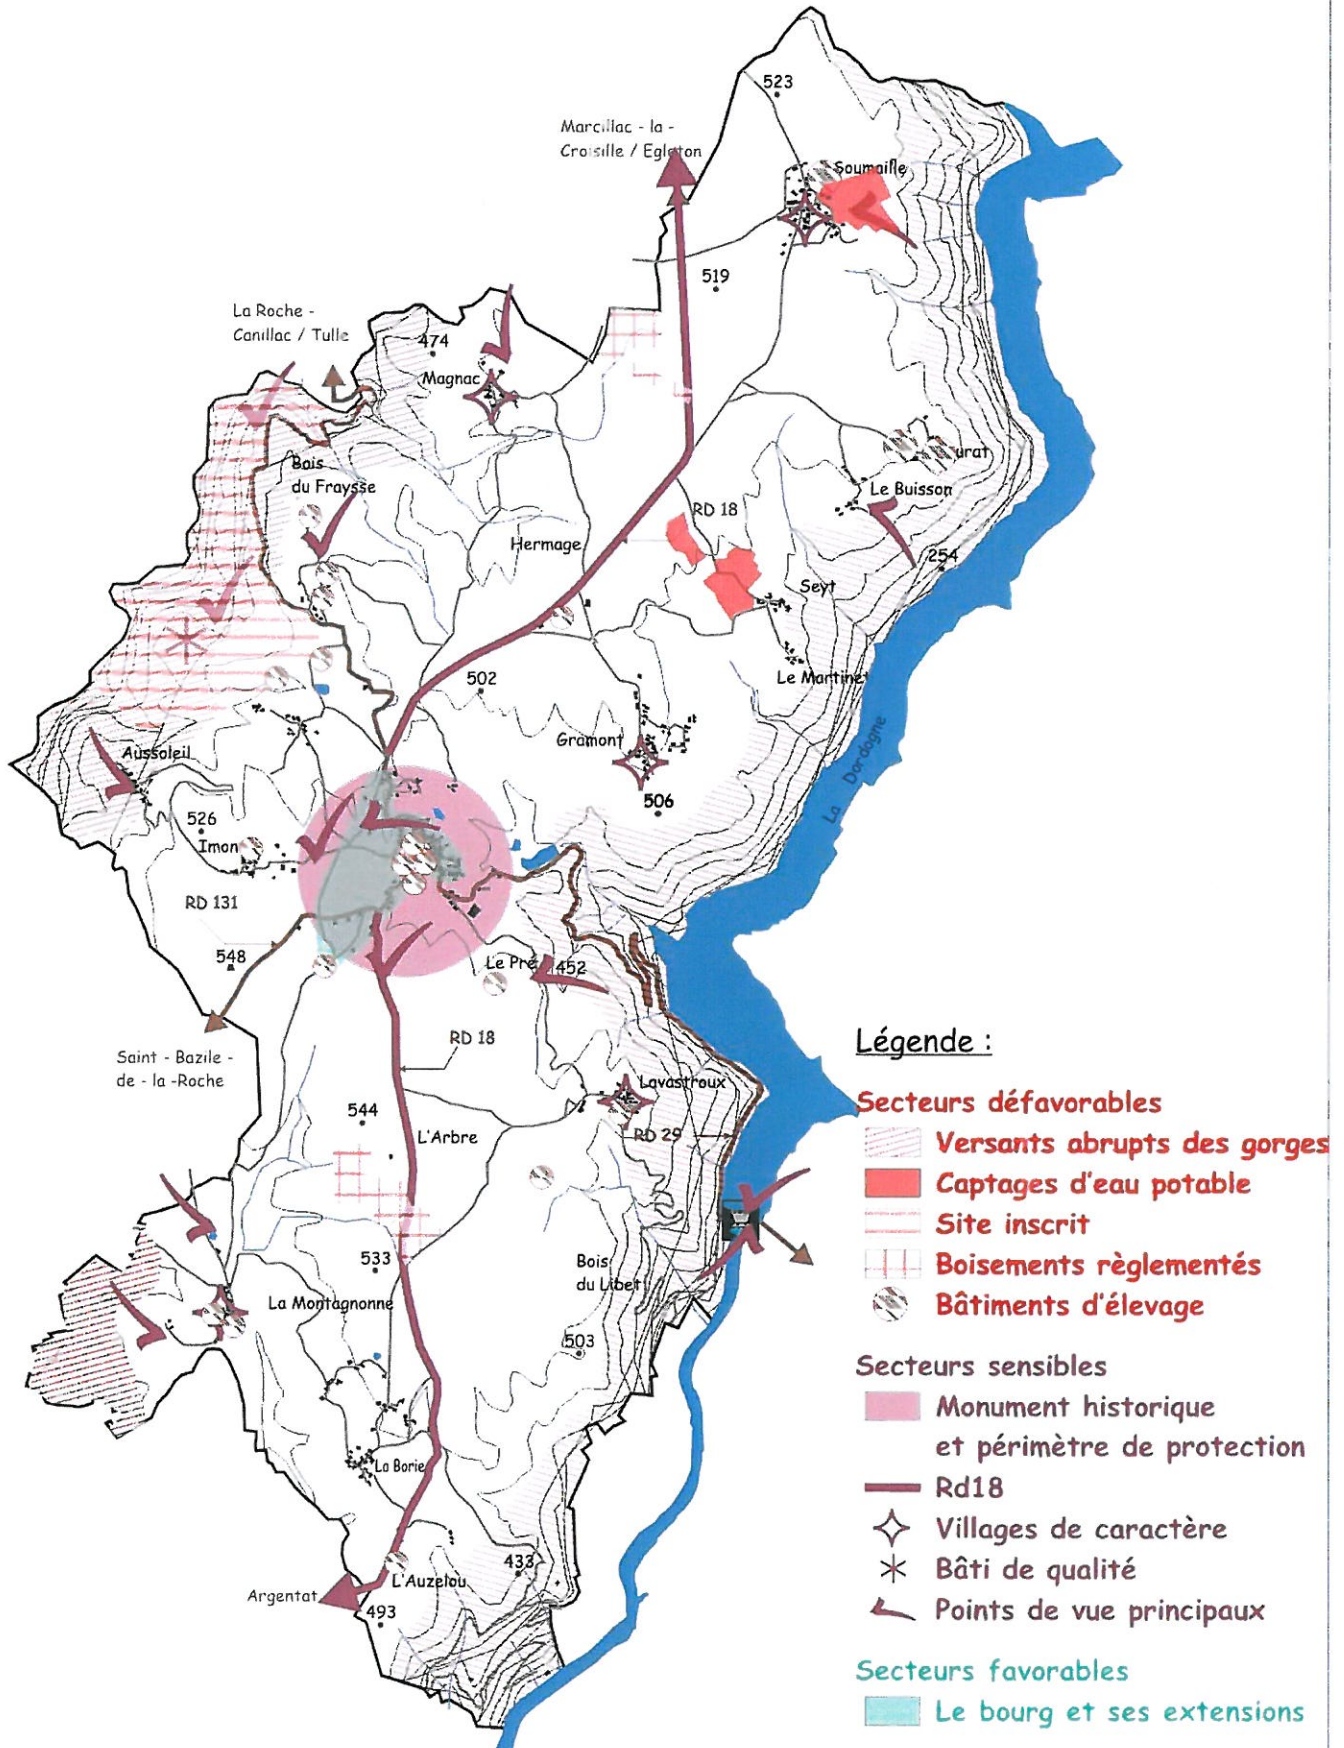 523
Marcillac - la -
Croisille / Egleton
Soumaille
519
La Roche -
Canillac / Tulle
474
Magnac
Bois
du Fraysse
urat
Le Buisson
RD 18
Hermage
254
Seyt
502
Le Martinet
Gramont
La Dordogne
Aussoleil
506
526
Imon
RD 131
548
Le Pré
452
Saint - Bazile -
de - la -Roche
RD 18
Lavastroux
544
L'Arbre
RD 29
533
Bois
du Libet
La Montagnonne
503
La Borie
433
L'Auzelou
Argentat
493
Légende :
Secteurs défavorables
Versants abrupts des gorges
Captages d'eau potable
Site inscrit
Boisements règlementés
Bâtiments d'élevage
Secteurs sensibles
Monument historique
et périmètre de protection
Rd18
Villages de caractère
Bâti de qualité
Points de vue principaux
Secteurs favorables
Le bourg et ses extensions